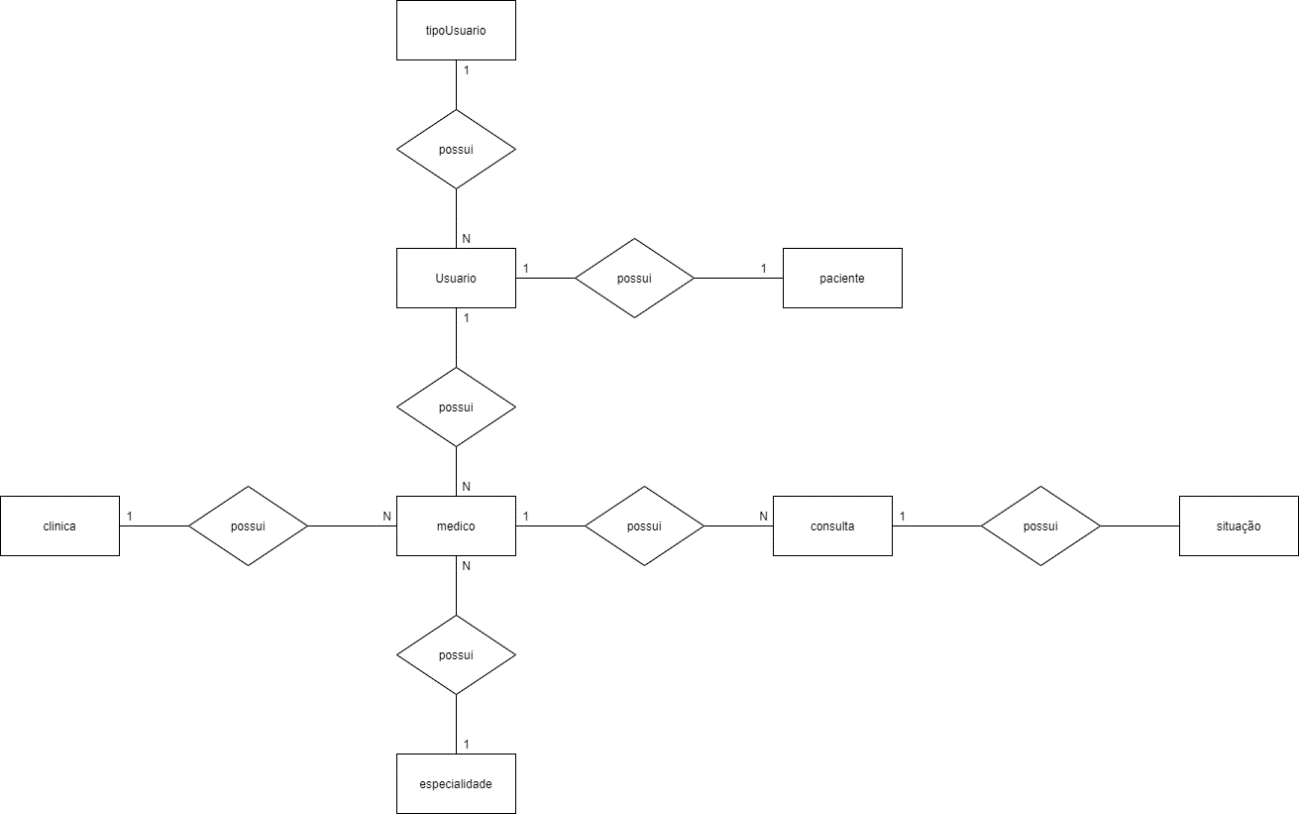 tipoUsuario
1
possui
N
Usuario
1
possui
1
paciente
1
possui
N
clinica
1
possui
N
medico
1
possui
N
consulta
1
possui
situação
N
possui
1
especialidade